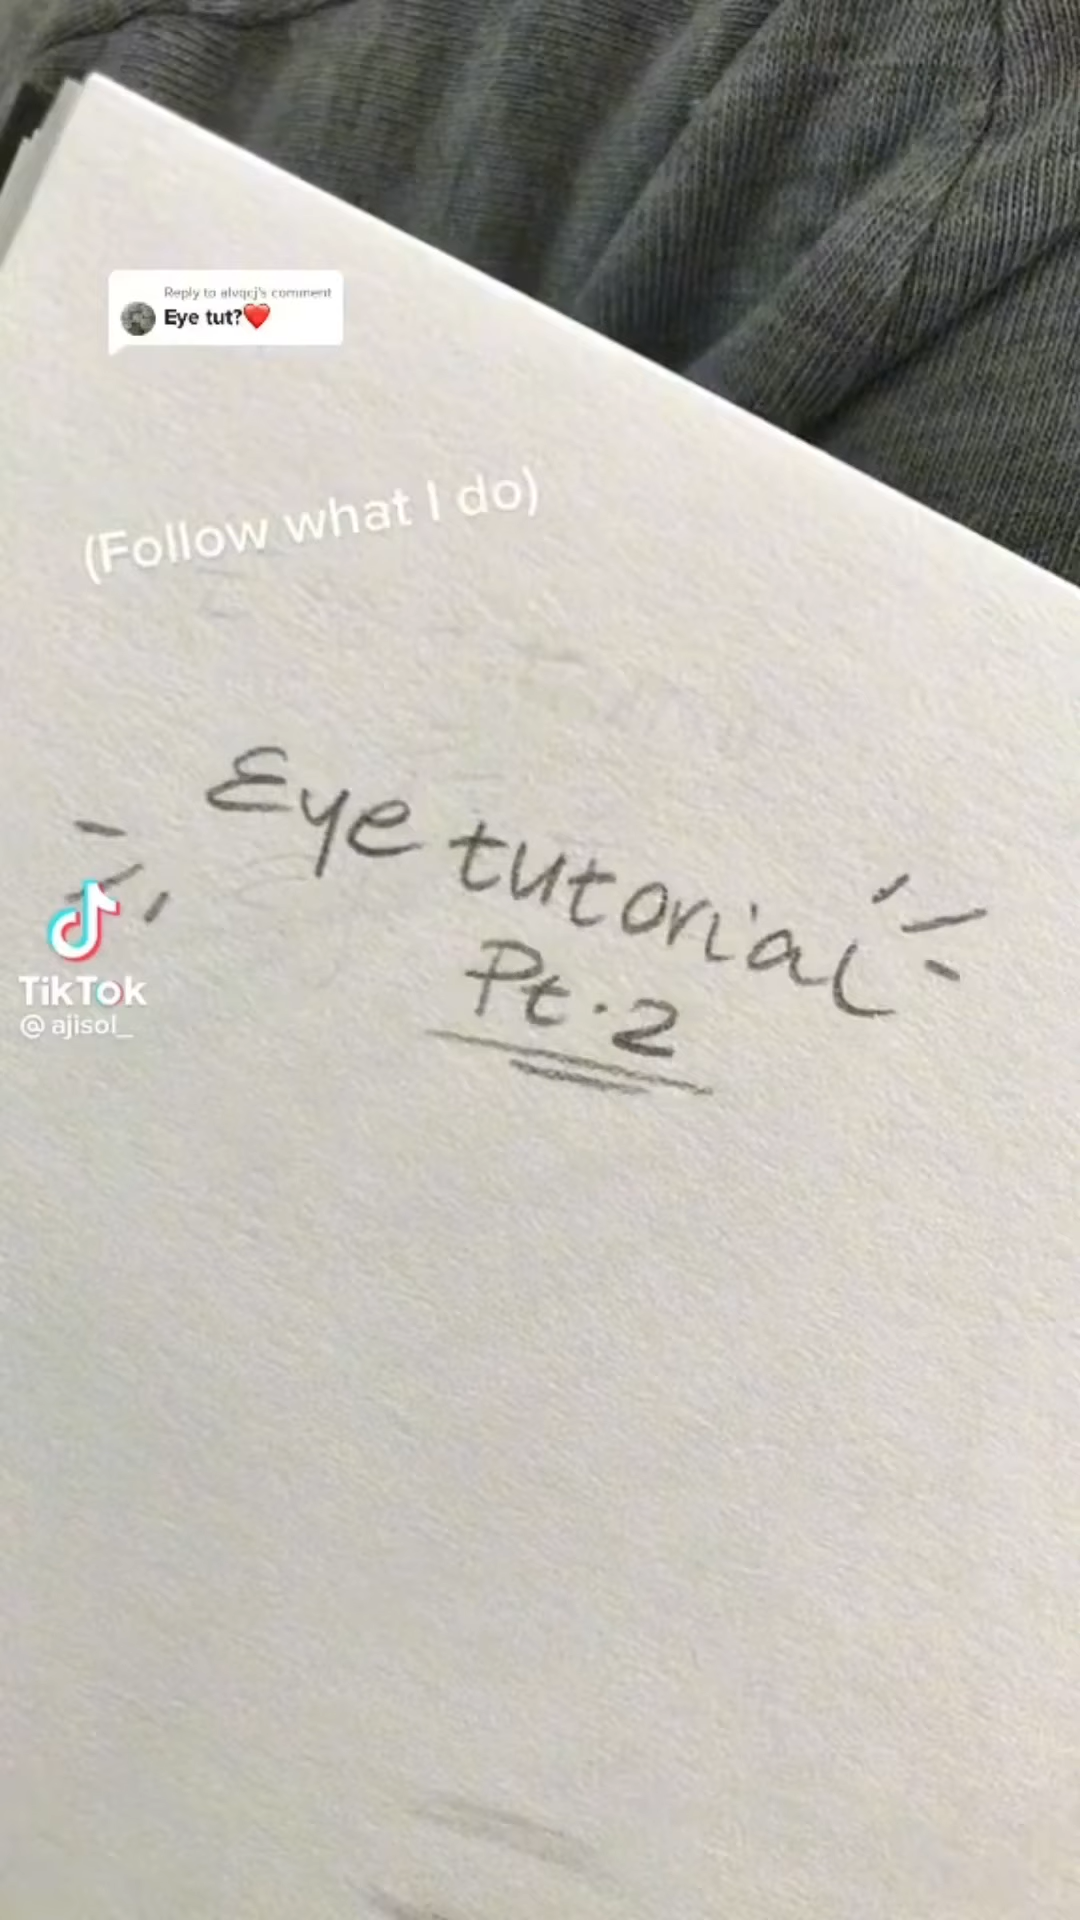 Reply to alvqcj's comment
Eye tut?❤️
(Follow what I do)
Eye tutorial
Pt. 2
TikTok
@ajisol_